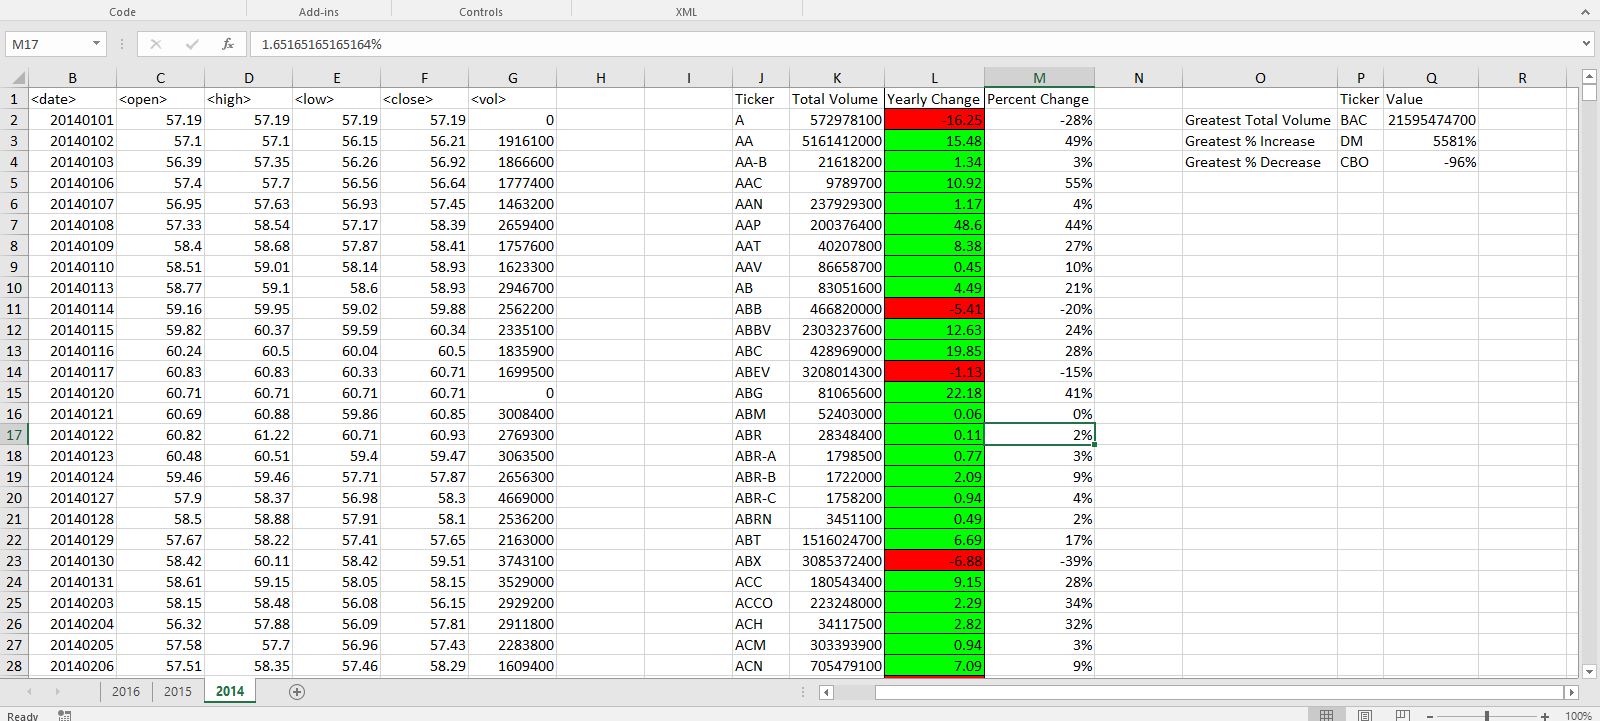 Code Add-ins Controls XML
M17 fx 1.65165165165164%
B C D E F G H I J K L M N O P Q R
1 <date> <open> <high> <low> <close> <vol> Ticker Total Volume Yearly Change Percent Change Ticker Value
2 20140101 57.19 57.19 57.19 57.19 0 A 572978100 -16.25 -28% Greatest Total Volume BAC 21595474700
3 20140102 57.1 57.1 56.15 56.21 1916100 AA 5161412000 15.48 49% Greatest % Increase DM 5581%
4 20140103 56.39 57.35 56.26 56.92 1866600 AA-B 21618200 1.34 3% Greatest % Decrease CBO -96%
5 20140106 57.4 57.7 56.56 56.64 1777400 AAC 9789700 10.92 55%
6 20140107 56.95 57.63 56.93 57.45 1463200 AAN 237929300 1.17 4%
7 20140108 57.33 58.54 57.17 58.39 2659400 AAP 200376400 48.6 44%
8 20140109 58.4 58.68 57.87 58.41 1757600 AAT 40207800 8.38 27%
9 20140110 58.51 59.01 58.14 58.93 1623300 AAV 86658700 0.45 10%
10 20140113 58.77 59.1 58.6 58.93 2946700 AB 83051600 4.49 21%
11 20140114 59.16 59.95 59.02 59.88 2562200 ABB 466820000 -5.41 -20%
12 20140115 59.82 60.37 59.59 60.34 2335100 ABBV 2303237600 12.63 24%
13 20140116 60.24 60.5 60.04 60.5 1835900 ABC 428969000 19.85 28%
14 20140117 60.83 60.83 60.33 60.71 1699500 ABEV 3208014300 -1.13 -15%
15 20140120 60.71 60.71 60.71 60.71 0 ABG 81065600 22.18 41%
16 20140121 60.69 60.88 59.86 60.85 3008400 ABM 52403000 0.06 0%
17 20140122 60.82 61.22 60.71 60.93 2769300 ABR 28348400 0.11 2%
18 20140123 60.48 60.51 59.4 59.47 3063500 ABR-A 1798500 0.77 3%
19 20140124 59.46 59.46 57.71 57.87 2656300 ABR-B 1722000 2.09 9%
20 20140127 57.9 58.37 56.98 58.3 4669000 ABR-C 1758200 0.94 4%
21 20140128 58.5 58.88 57.91 58.1 2536200 ABRN 3451100 0.49 2%
22 20140129 57.67 58.22 57.41 57.65 2163000 ABT 1516024700 6.69 17%
23 20140130 58.42 60.11 58.42 59.51 3743100 ABX 3085372400 -6.88 -39%
24 20140131 58.61 59.15 58.05 58.15 3529000 ACC 180543400 9.15 28%
25 20140203 58.15 58.48 56.08 56.15 2929200 ACCO 223248000 2.29 34%
26 20140204 56.32 57.88 56.09 57.81 2911800 ACH 34117500 2.82 32%
27 20140205 57.58 57.7 56.96 57.43 2283800 ACM 303393900 0.94 3%
28 20140206 57.51 58.35 57.46 58.29 1609400 ACN 705479100 7.09 9%
2016 2015 2014
Ready 100%